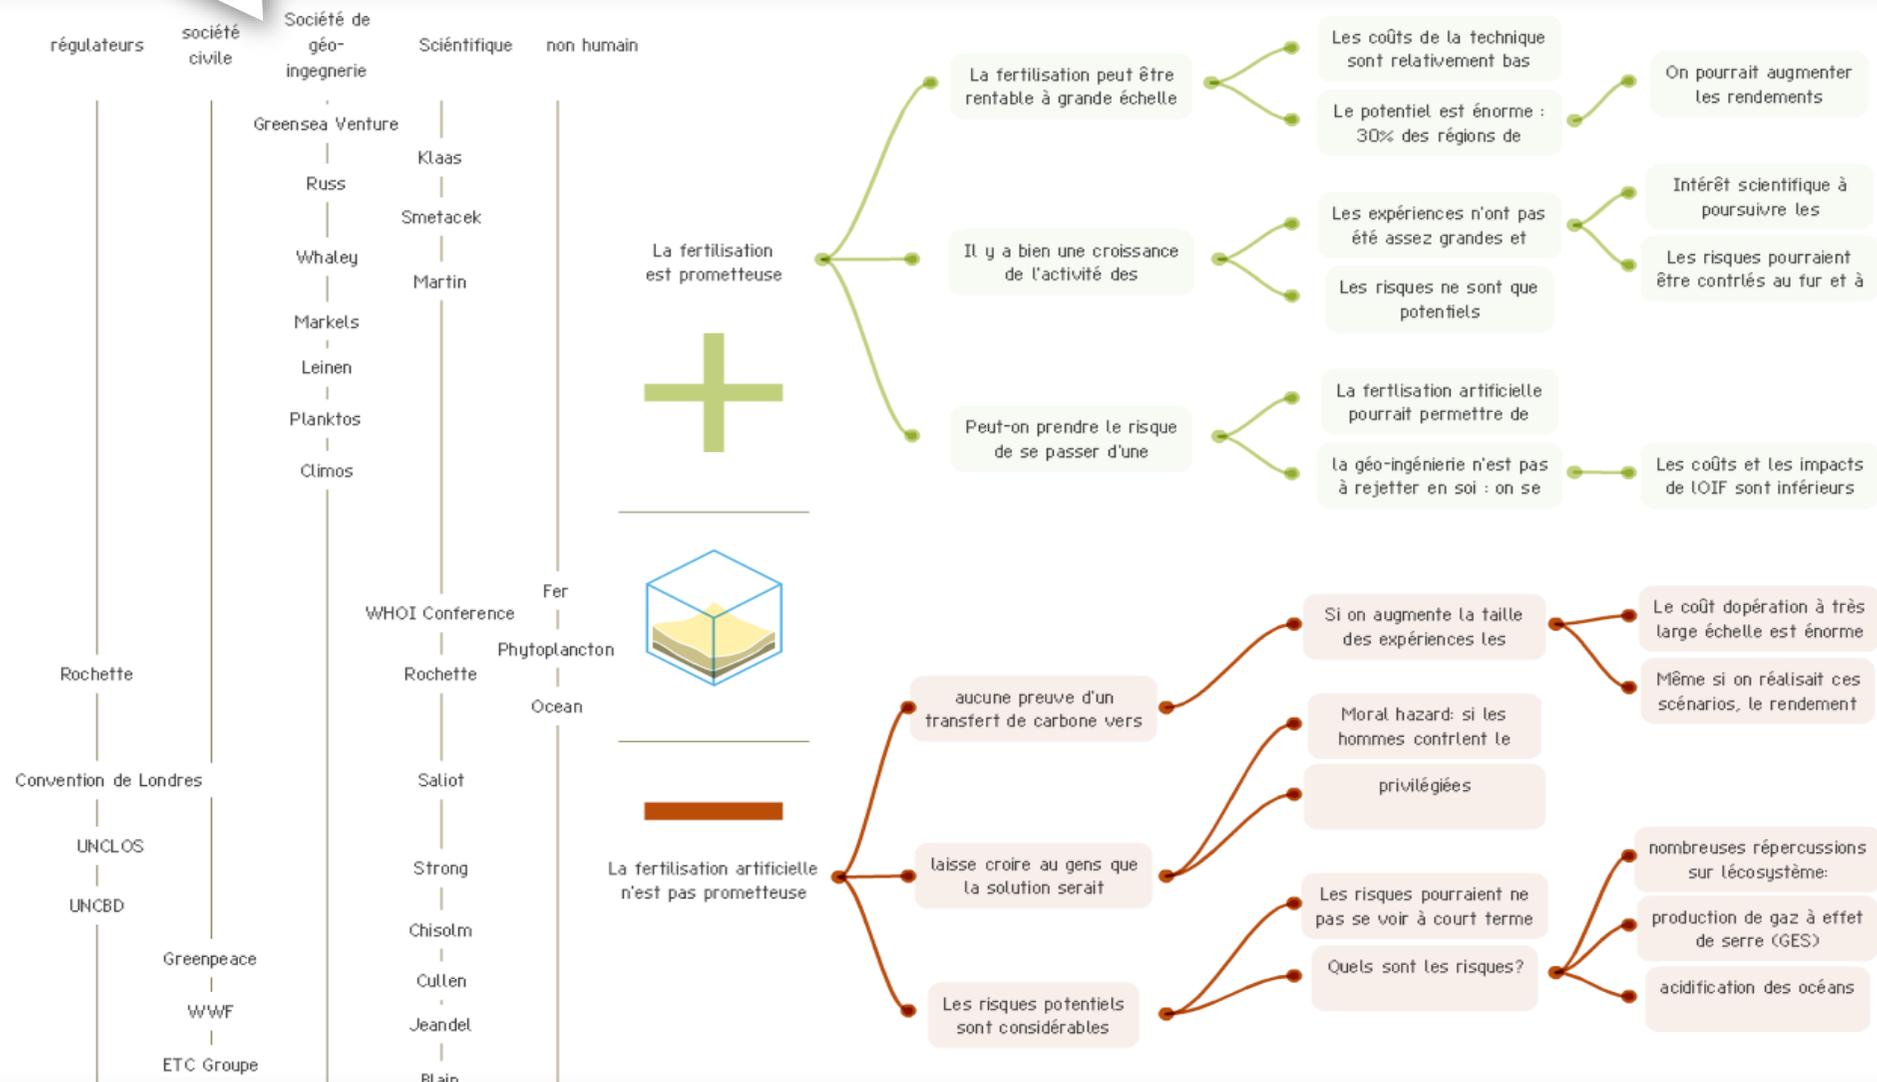 régulateurs
société
civile
Société de
géo-
ingegnerie
Sciéntifique
non humain
Greensea Venture
Russ
Whaley
Markels
Leinen
Planktos
Climos
Klaas
Smetacek
Martin
WHOI Conference
Rochette
Saliot
Strong
Chisolm
Cullen
Jeandel
Blain
Fer
Phytoplancton
Ocean
Rochette
Convention de Londres
UNCLOS
UNCBD
Greenpeace
WWF
ETC Groupe
La fertilisation
est prometteuse
La fertilisation peut être
rentable à grande échelle
Les coûts de la technique
sont relativement bas
Le potentiel est énorme :
30% des régions de
On pourrait augmenter
les rendements
Il y a bien une croissance
de l'activité des
Les expériences n'ont pas
été assez grandes et
Intérêt scientifique à
poursuivre les
Les risques pourraient
être contrlés au fur et à
Les risques ne sont que
potentiels
Peut-on prendre le risque
de se passer d'une
La fertlisation artificielle
pourrait permettre de
la géo-ingénierie n'est pas
à rejetter en soi : on se
Les coûts et les impacts
de lOIF sont inférieurs
La fertilisation artificielle
n'est pas prometteuse
aucune preuve d'un
transfert de carbone vers
Si on augmente la taille
des expériences les
Le coût dopération à très
large échelle est énorme
Même si on réalisait ces
scénarios, le rendement
laisse croire au gens que
la solution serait
Moral hazard: si les
hommes contrlent le
privilégiées
Les risques potentiels
sont considérables
Les risques pourraient ne
pas se voir à court terme
Quels sont les risques?
nombreuses répercussions
sur lécosystème:
production de gaz à effet
de serre (GES)
acidification des océans